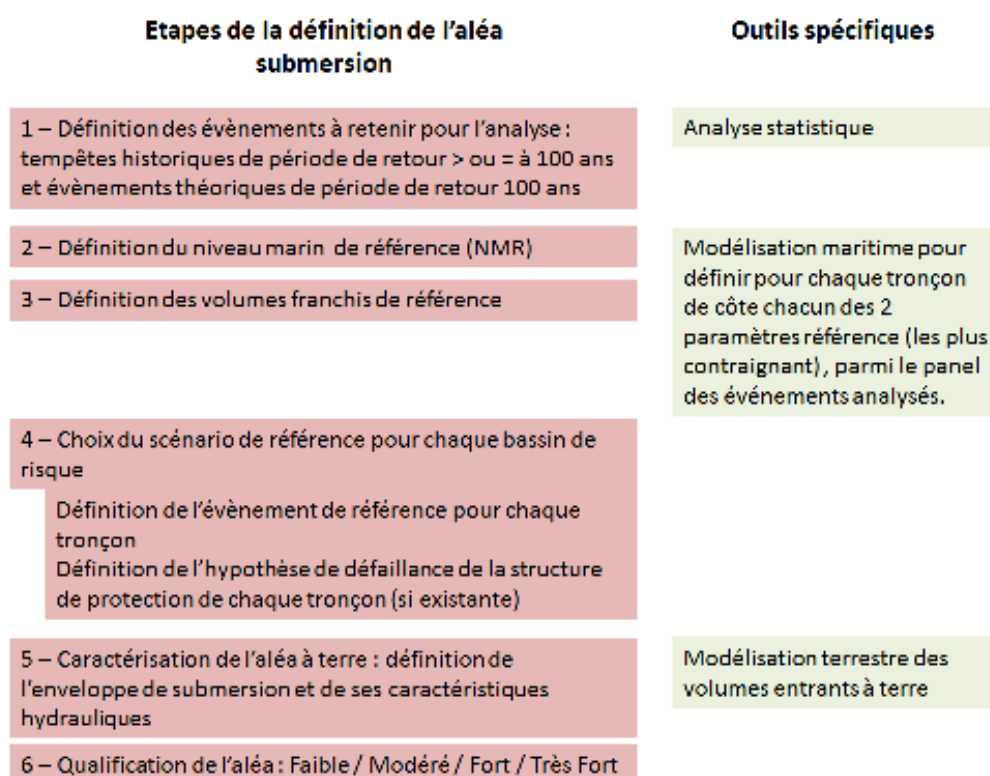 Etapes de la définition de l'aléa
submersion
Outils spécifiques
1 – Définition des évènements à retenir pour l'analyse :
tempêtes historiques de période de retour > ou = à 100 ans
et évènements théoriques de période de retour 100 ans
Analyse statistique
2 – Définition du niveau marin de référence (NMR)
3 – Définition des volumes franchis de référence
Modélisation maritime pour
définir pour chaque tronçon
de côte chacun des 2
paramètres référence (les plus
contraignant), parmi le panel
des événements analysés.
4 – Choix du scénario de référence pour chaque bassin de
risque
Définition de l'évènement de référence pour chaque
tronçon
Définition de l'hypothèse de défaillance de la structure
de protection de chaque tronçon (si existante)
5 – Caractérisation de l'aléa à terre : définition de
l'enveloppe de submersion et de ses caractéristiques
hydrauliques
Modélisation terrestre des
volumes entrants à terre
6 – Qualification de l'aléa : Faible / Modéré / Fort / Très Fort